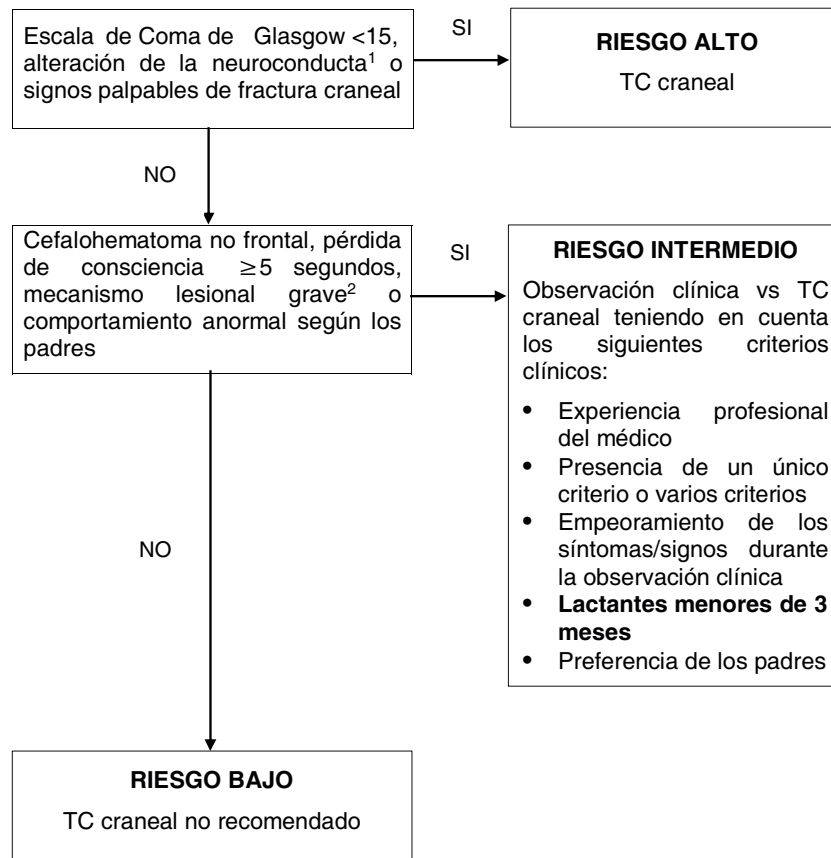 Escala de Coma de Glasgow <15,
alteración de la neuroconducta¹ o
signos palpables de fractura craneal
SI
RIESGO ALTO
TC craneal
NO
Cefalohematoma no frontal, pérdida
de consciencia ≥5 segundos,
mecanismo lesional grave² o
comportamiento anormal según los
padres
SI
RIESGO INTERMEDIO
Observación clínica vs TC
craneal teniendo en cuenta
los siguientes criterios
clínicos:
• Experiencia profesional
del médico
• Presencia de un único
criterio o varios criterios
• Empeoramiento de los
síntomas/signos durante
la observación clínica
• Lactantes menores de 3
meses
• Preferencia de los padres
NO
RIESGO BAJO
TC craneal no recomendado